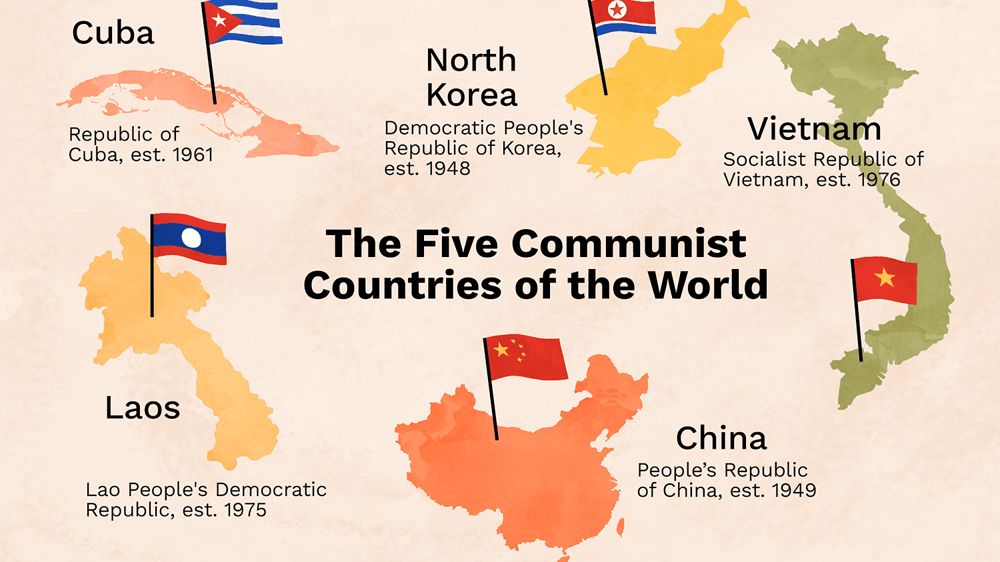 Cuba
Republic of
Cuba, est. 1961
North
Korea
Democratic People's
Republic of Korea,
est. 1948
Vietnam
Socialist Republic of
Vietnam, est. 1976
The Five Communist
Countries of the World
Laos
Lao People's Democratic
Republic, est. 1975
China
People’s Republic
of China, est. 1949